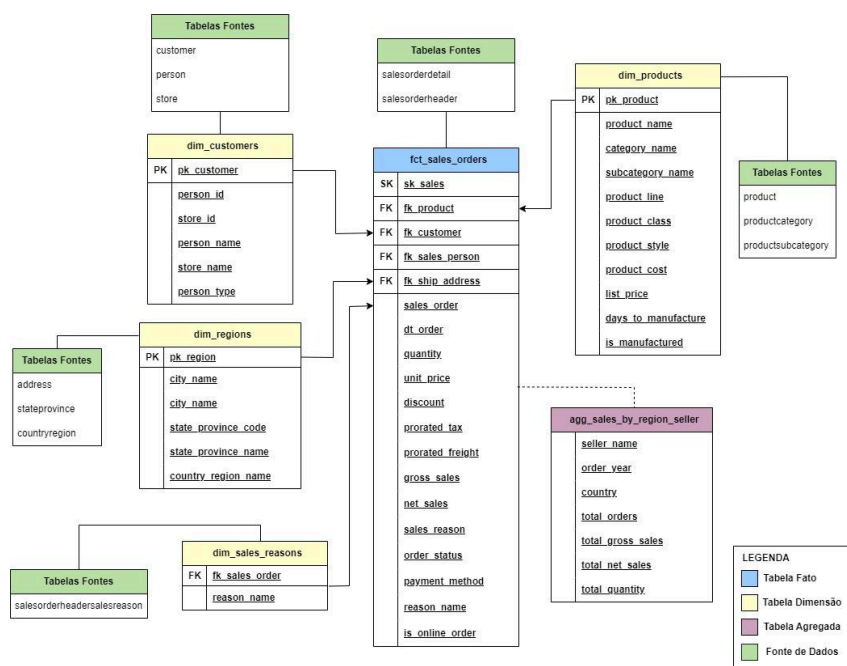 Tabelas Fontes
customer
person
store
Tabelas Fontes
salesorderdetail
salesorderheader
dim_products
PK pk_product
product_name
category_name
subcategory_name
product_line
product_class
product_style
product_cost
list_price
days_to_manufacture
is_manufactured
Tabelas Fontes
product
productcategory
productsubcategory
dim_customers
PK pk_customer
person_id
store_id
person_name
store_name
person_type
fct_sales_orders
SK sk_sales
FK fk_product
FK fk_customer
FK fk_sales_person
FK fk_ship_address
sales_order
dt_order
quantity
unit_price
discount
prorated_tax
prorated_freight
gross_sales
net_sales
sales_reason
order_status
payment_method
reason_name
is_online_order
dim_regions
PK pk_region
city_name
city_name
state_province_code
state_province_name
country_region_name
Tabelas Fontes
address
stateprovince
countryregion
agg_sales_by_region_seller
seller_name
order_year
country
total_orders
total_gross_sales
total_net_sales
total_quantity
dim_sales_reasons
FK fk_sales_order
reason_name
Tabelas Fontes
salesorderheadersalesreason
LEGENDA
Tabela Fato
Tabela Dimensão
Tabela Agregada
Fonte de Dados